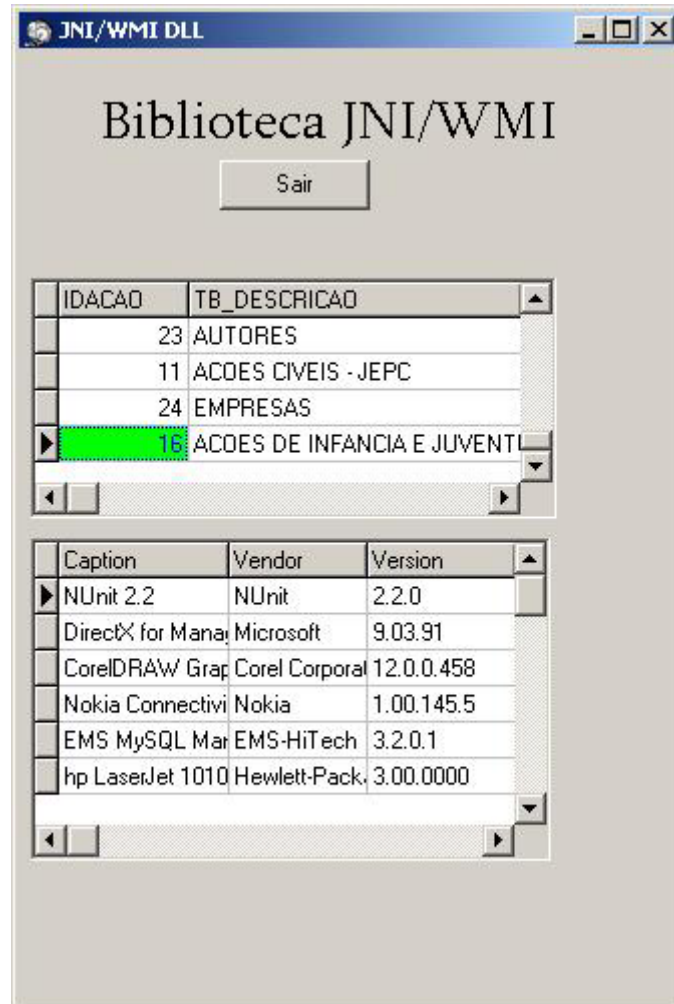 JNI/WMI DLL
Biblioteca JNI/WMI
Sair
IDACAO TB_DESCRICAO
23 AUTORES
11 ACOES CIVEIS - JEPC
24 EMPRESAS
16 ACOES DE INFANCIA E JUVENT
Caption Vendor Version
NUnit 2.2 NUnit 2.2.0
DirectX for Mana Microsoft 9.03.91
CorelDRAW Grap Corel Corporat 12.0.0.458
Nokia Connectivi Nokia 1.00.145.5
EMS MySQL Mar EMS-HiTech 3.2.0.1
hp LaserJet 1010 Hewlett-Pack 3.00.0000